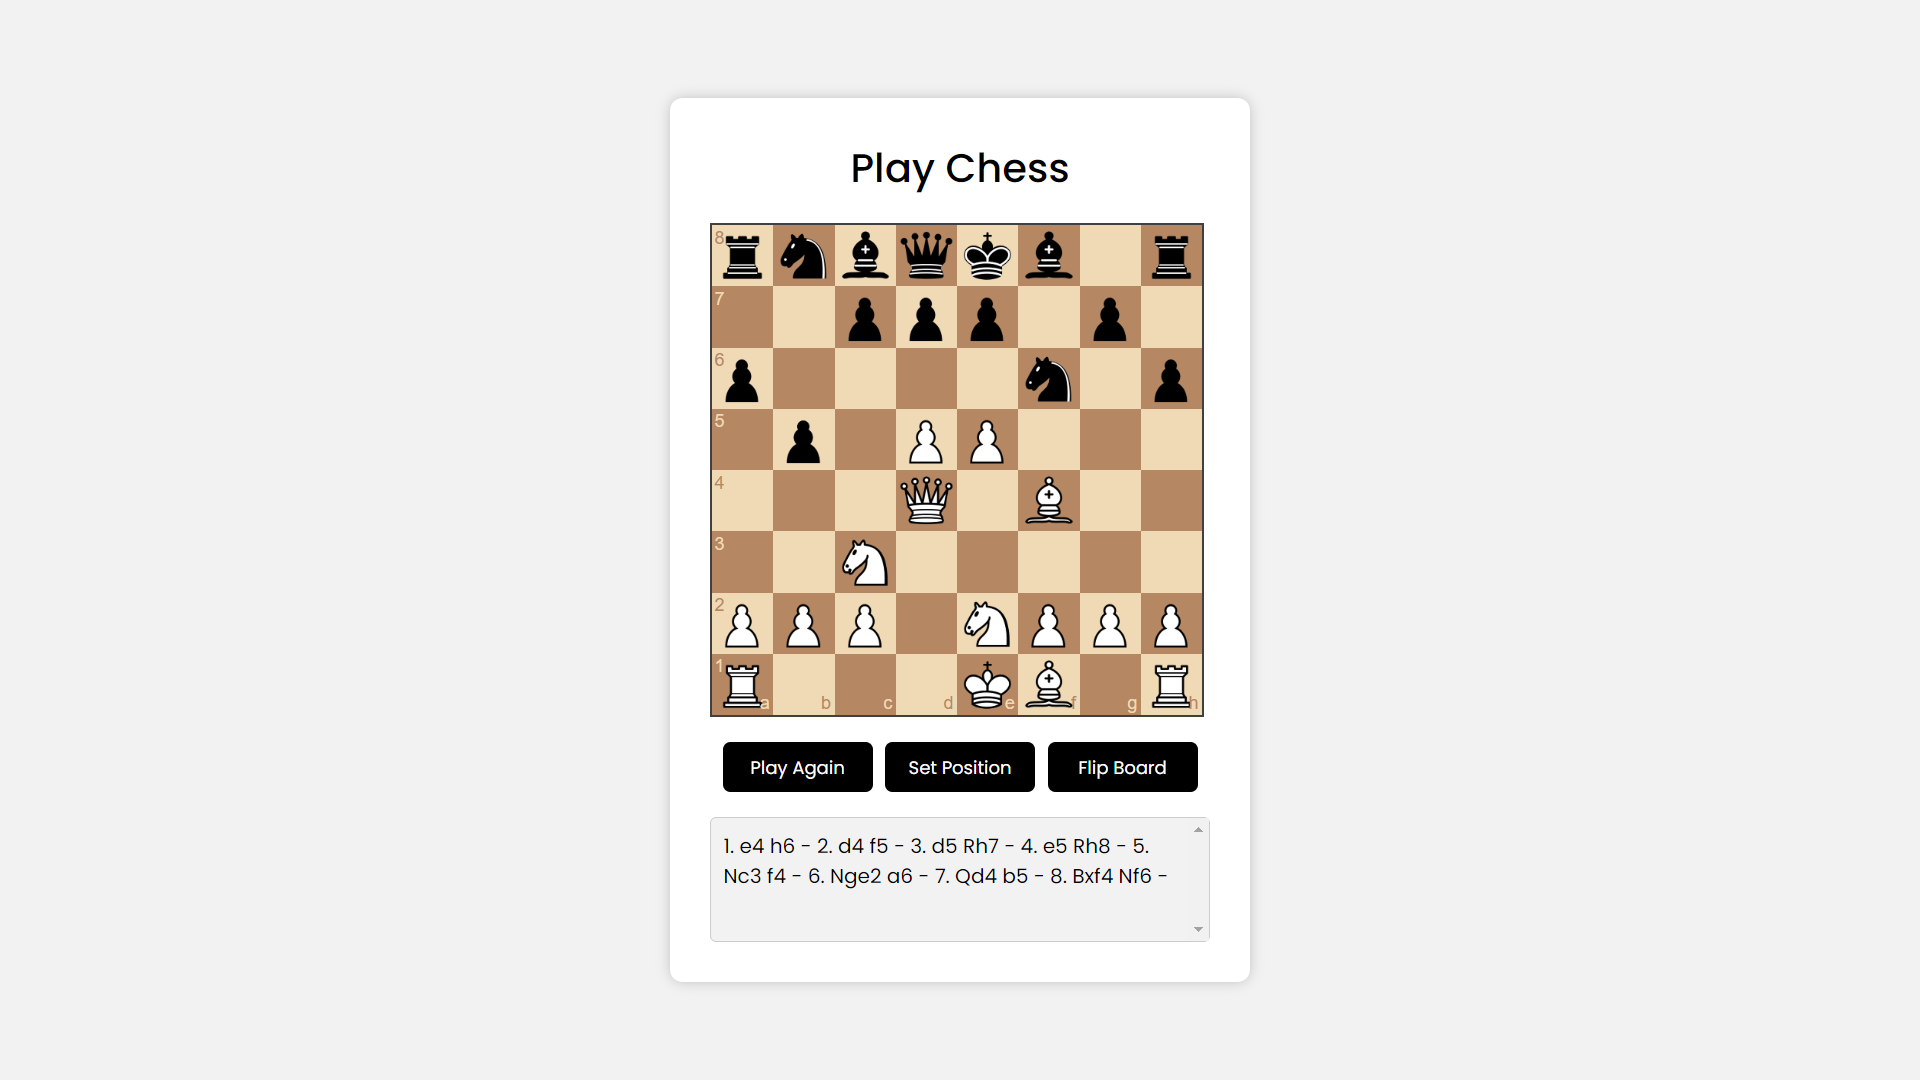 Play Chess
8
7
6
5
4
3
2
1
a b c d e f g h
Play Again Set Position Flip Board
1. e4 h6 - 2. d4 f5 - 3. d5 Rh7 - 4. e5 Rh8 - 5.
Nc3 f4 - 6. Nge2 a6 - 7. Qd4 b5 - 8. Bxf4 Nf6 -